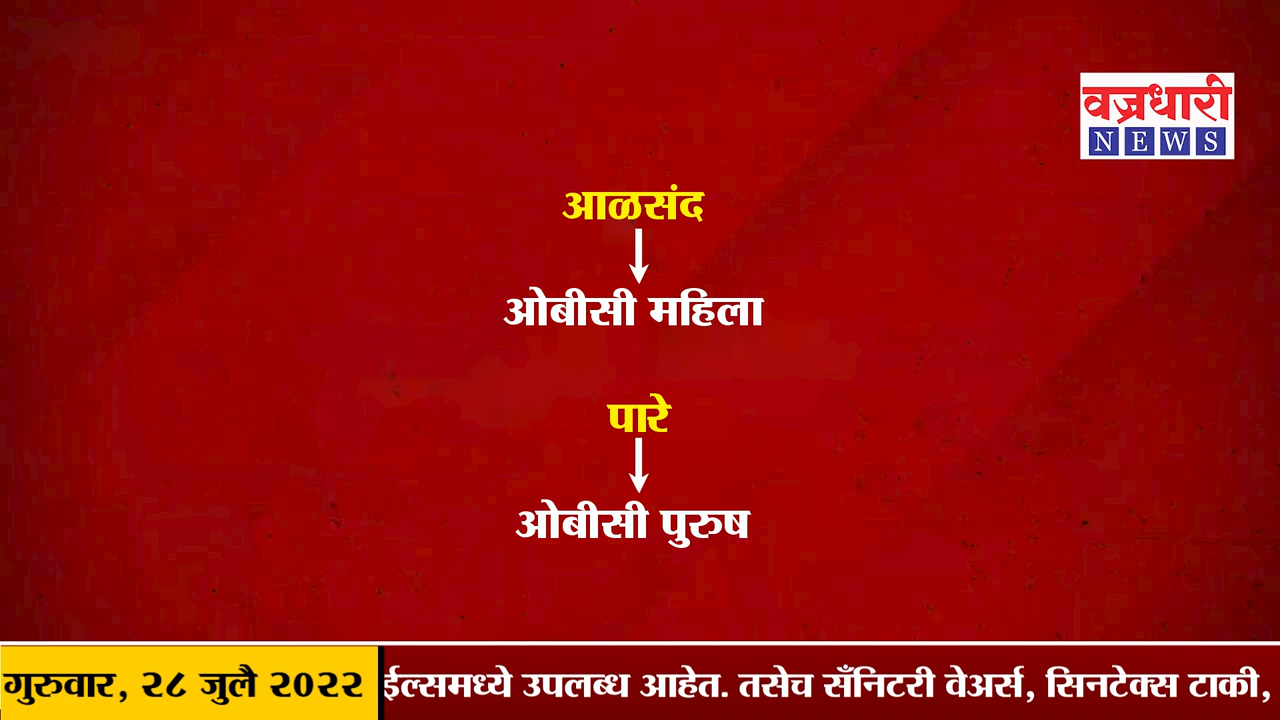 वज्रधारी
NEWS
आळसंद
ओबीसी महिला
पारे
ओबीसी पुरुष
गुरुवार, २८ जुलै २०२२
ईल्समध्ये उपलब्ध आहेत. तसेच सॅंनिटरी वेअर्स, सिनटेक्स टाकी,